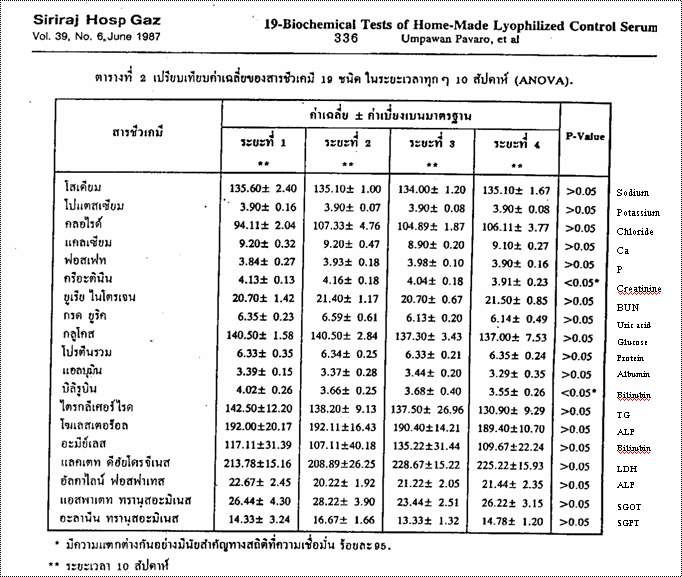 Siriraj Hosp Gaz
Vol. 39, No. 6, June 1987
19-Biochemical Tests of Home-Made Lyophilized Control Serum
336 Umpawan Pavaro, et al
ตารางที่ 2 เปรียบเทียบค่าเฉลี่ยของสารชีวเคมี 19 ชนิด ในระยะเวลาทุก ๆ 10 สัปดาห์ (ANOVA).
สารชีวเคมี ค่าเฉลี่ย ± ค่าเบี่ยงเบนมาตรฐาน P-Value
ระยะที่ 1 ระยะที่ 2 ระยะที่ 3 ระยะที่ 4
** ** ** **
โสเดียม 135.60± 2.40 135.10± 1.00 134.00± 1.20 135.10± 1.67 >0.05 Sodium
โปแตสเซียม 3.90± 0.16 3.90± 0.07 3.90± 0.08 3.90± 0.08 >0.05 Potassium
คลอไรด์ 94.11± 2.04 107.33± 4.76 104.89± 1.87 106.11± 3.77 >0.05 Chloride
แคลเซียม 9.20± 0.32 9.20± 0.47 8.90± 0.20 9.10± 0.27 >0.05 Ca
ฟอสเฟท 3.84± 0.27 3.93± 0.18 3.98± 0.10 3.90± 0.16 >0.05 P
ครีอะตินีน 4.13± 0.13 4.16± 0.18 4.04± 0.18 3.91± 0.23 <0.05* Creatinine
ยูเรีย ไนโตรเจน 20.70± 1.42 21.40± 1.17 20.70± 0.67 21.50± 0.85 >0.05 BUN
กรด ยูริค 6.35± 0.23 6.59± 0.61 6.13± 0.20 6.14± 0.49 >0.05 Uric acid
กลูโคส 140.50± 1.58 140.50± 2.84 137.30± 3.43 137.00± 7.53 >0.05 Glucose
โปรตีนรวม 6.33± 0.35 6.34± 0.25 6.33± 0.21 6.35± 0.24 >0.05 Protein
แอลบูมิน 3.39± 0.15 3.37± 0.28 3.44± 0.20 3.29± 0.35 >0.05 Albumin
บิลิรูบิน 4.02± 0.26 3.66± 0.25 3.68± 0.40 3.55± 0.26 <0.05* Bilirubin
ไตรกลีเศอร์ไรด 142.50±12.20 138.20± 9.13 137.50± 26.96 130.90± 9.29 >0.05 TG
โฉแลสเตอร์อล 192.00±20.17 192.11±16.43 190.40±14.21 189.40±10.70 >0.05 ALP
อะมีย์เลส 117.11±31.39 107.11±40.18 135.22±31.44 109.67±22.24 >0.05 Bilirubin
แลคเตท ดีฮัยโดรจีเนส 213.78±15.16 208.89±26.25 228.67±15.22 225.22±15.93 >0.05 LDH
อัลกาไลน์ ฟอสฟาเทส 22.67± 2.45 20.22± 1.92 21.22± 2.05 21.44± 2.35 >0.05 ALP
แอสพาเตท ทรานสอะมิเนส 26.44± 4.30 28.22± 3.90 23.44± 2.51 26.22± 3.15 >0.05 SGOT
อะลานีน ทรานสอะมิเนส 14.33± 3.24 16.67± 1.66 13.33± 1.32 14.78± 1.20 >0.05 SGPT
* มีความแตกต่างกันอย่างมีนัยสำคัญทางสถิติที่ความเชื่อมั่น ร้อยละ 95.
** ระยะเวลา 10 สัปดาห์